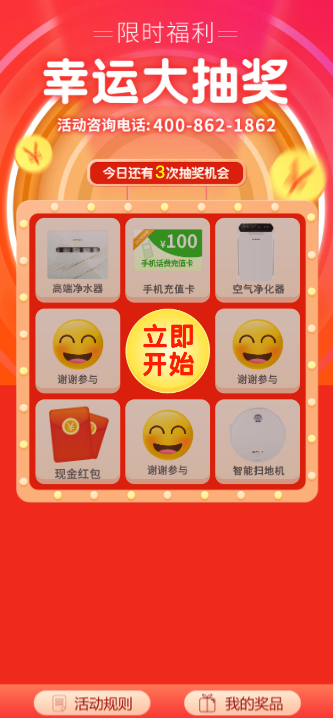 限时福利
幸运大抽奖
活动咨询电话:400-862-1862
今日还有3次抽奖机会
高端净水器
¥100
手机话费充值卡
手机充值卡
空气净化器
谢谢参与
立即
开始
谢谢参与
¥
现金红包
谢谢参与
智能扫地机
活动规则
我的奖品